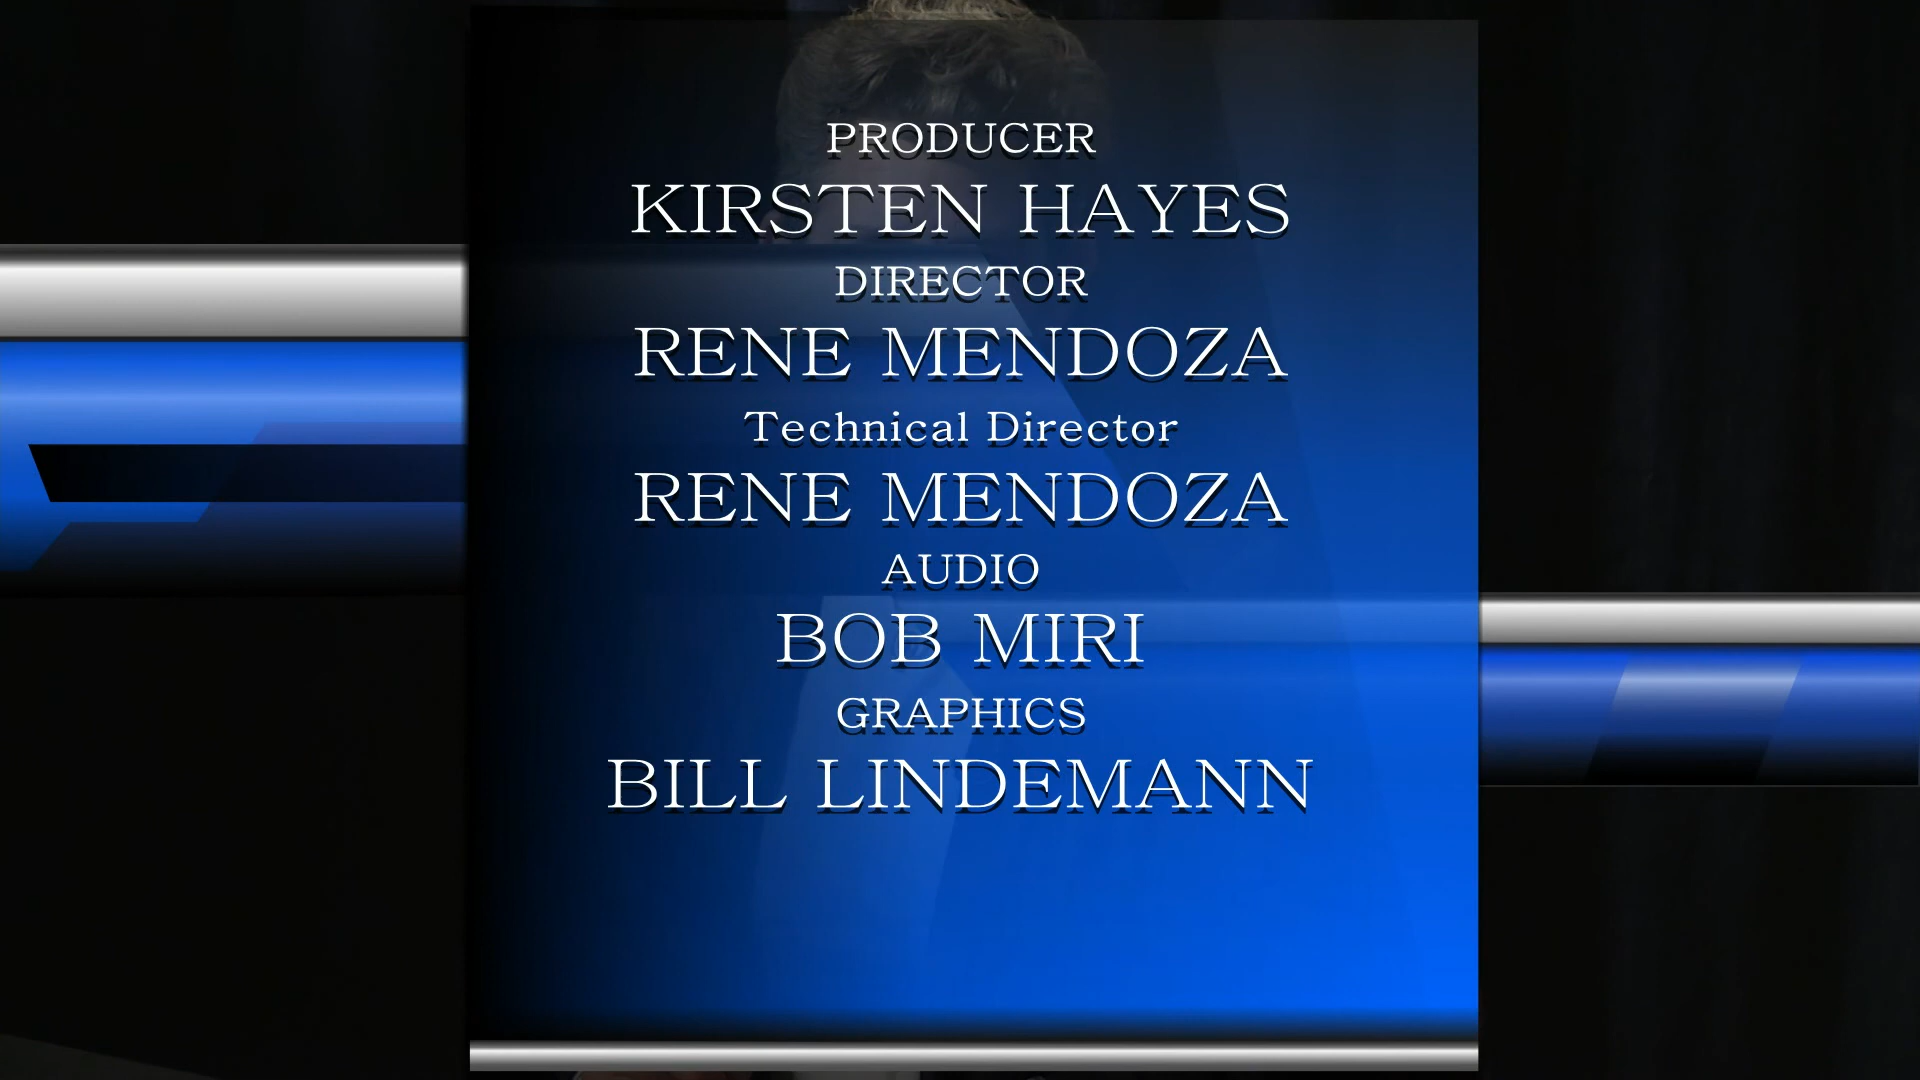 PRODUCER
KIRSTEN HAYES
DIRECTOR
RENE MENDOZA
Technical Director
RENE MENDOZA
AUDIO
BOB MIRI
GRAPHICS
BILL LINDEMANN